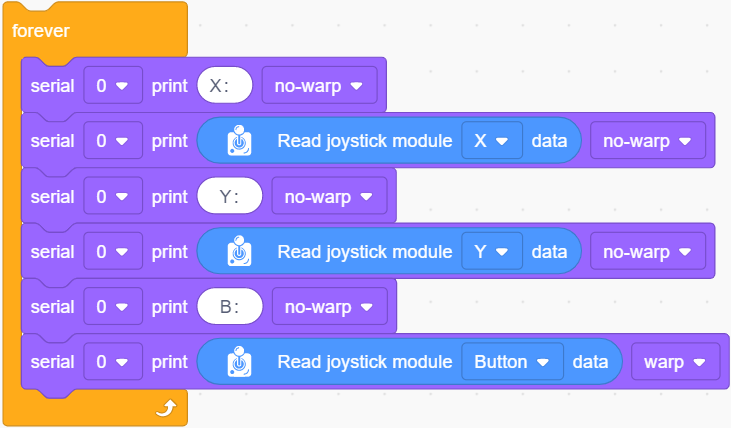 forever
serial 0 print X: no-warp
serial 0 print Read joystick module X data no-warp
serial 0 print Y: no-warp
serial 0 print Read joystick module Y data no-warp
serial 0 print B: no-warp
serial 0 print Read joystick module Button data warp